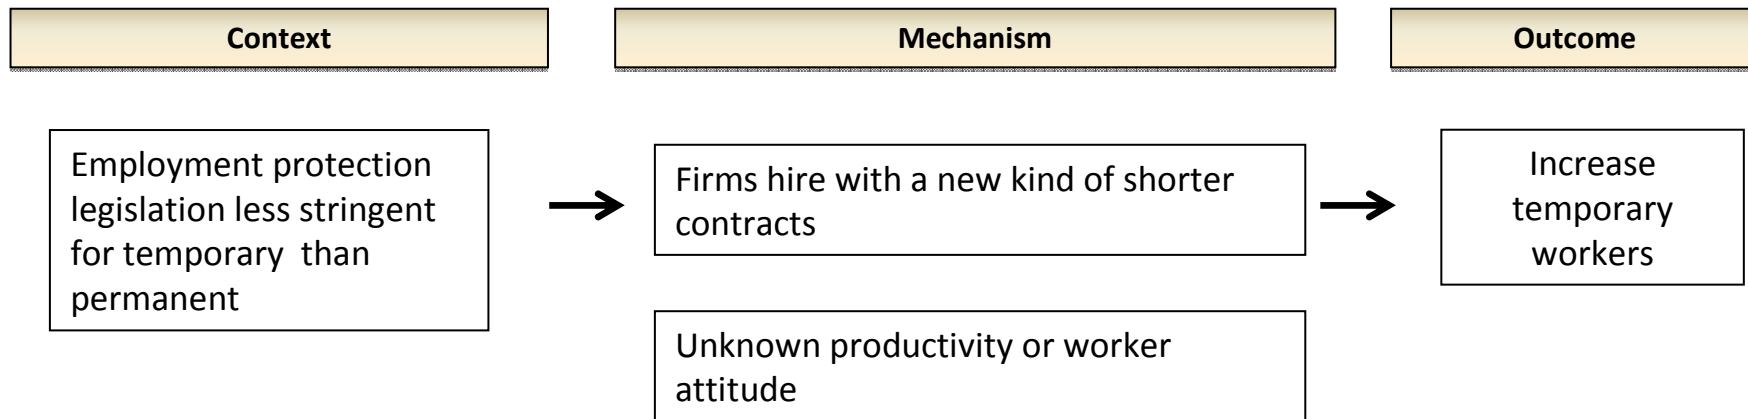 Context
Mechanism
Outcome
Employment protection
legislation less stringent
for temporary than
permanent
Firms hire with a new kind of shorter
contracts
Increase
temporary
workers
Unknown productivity or worker
attitude